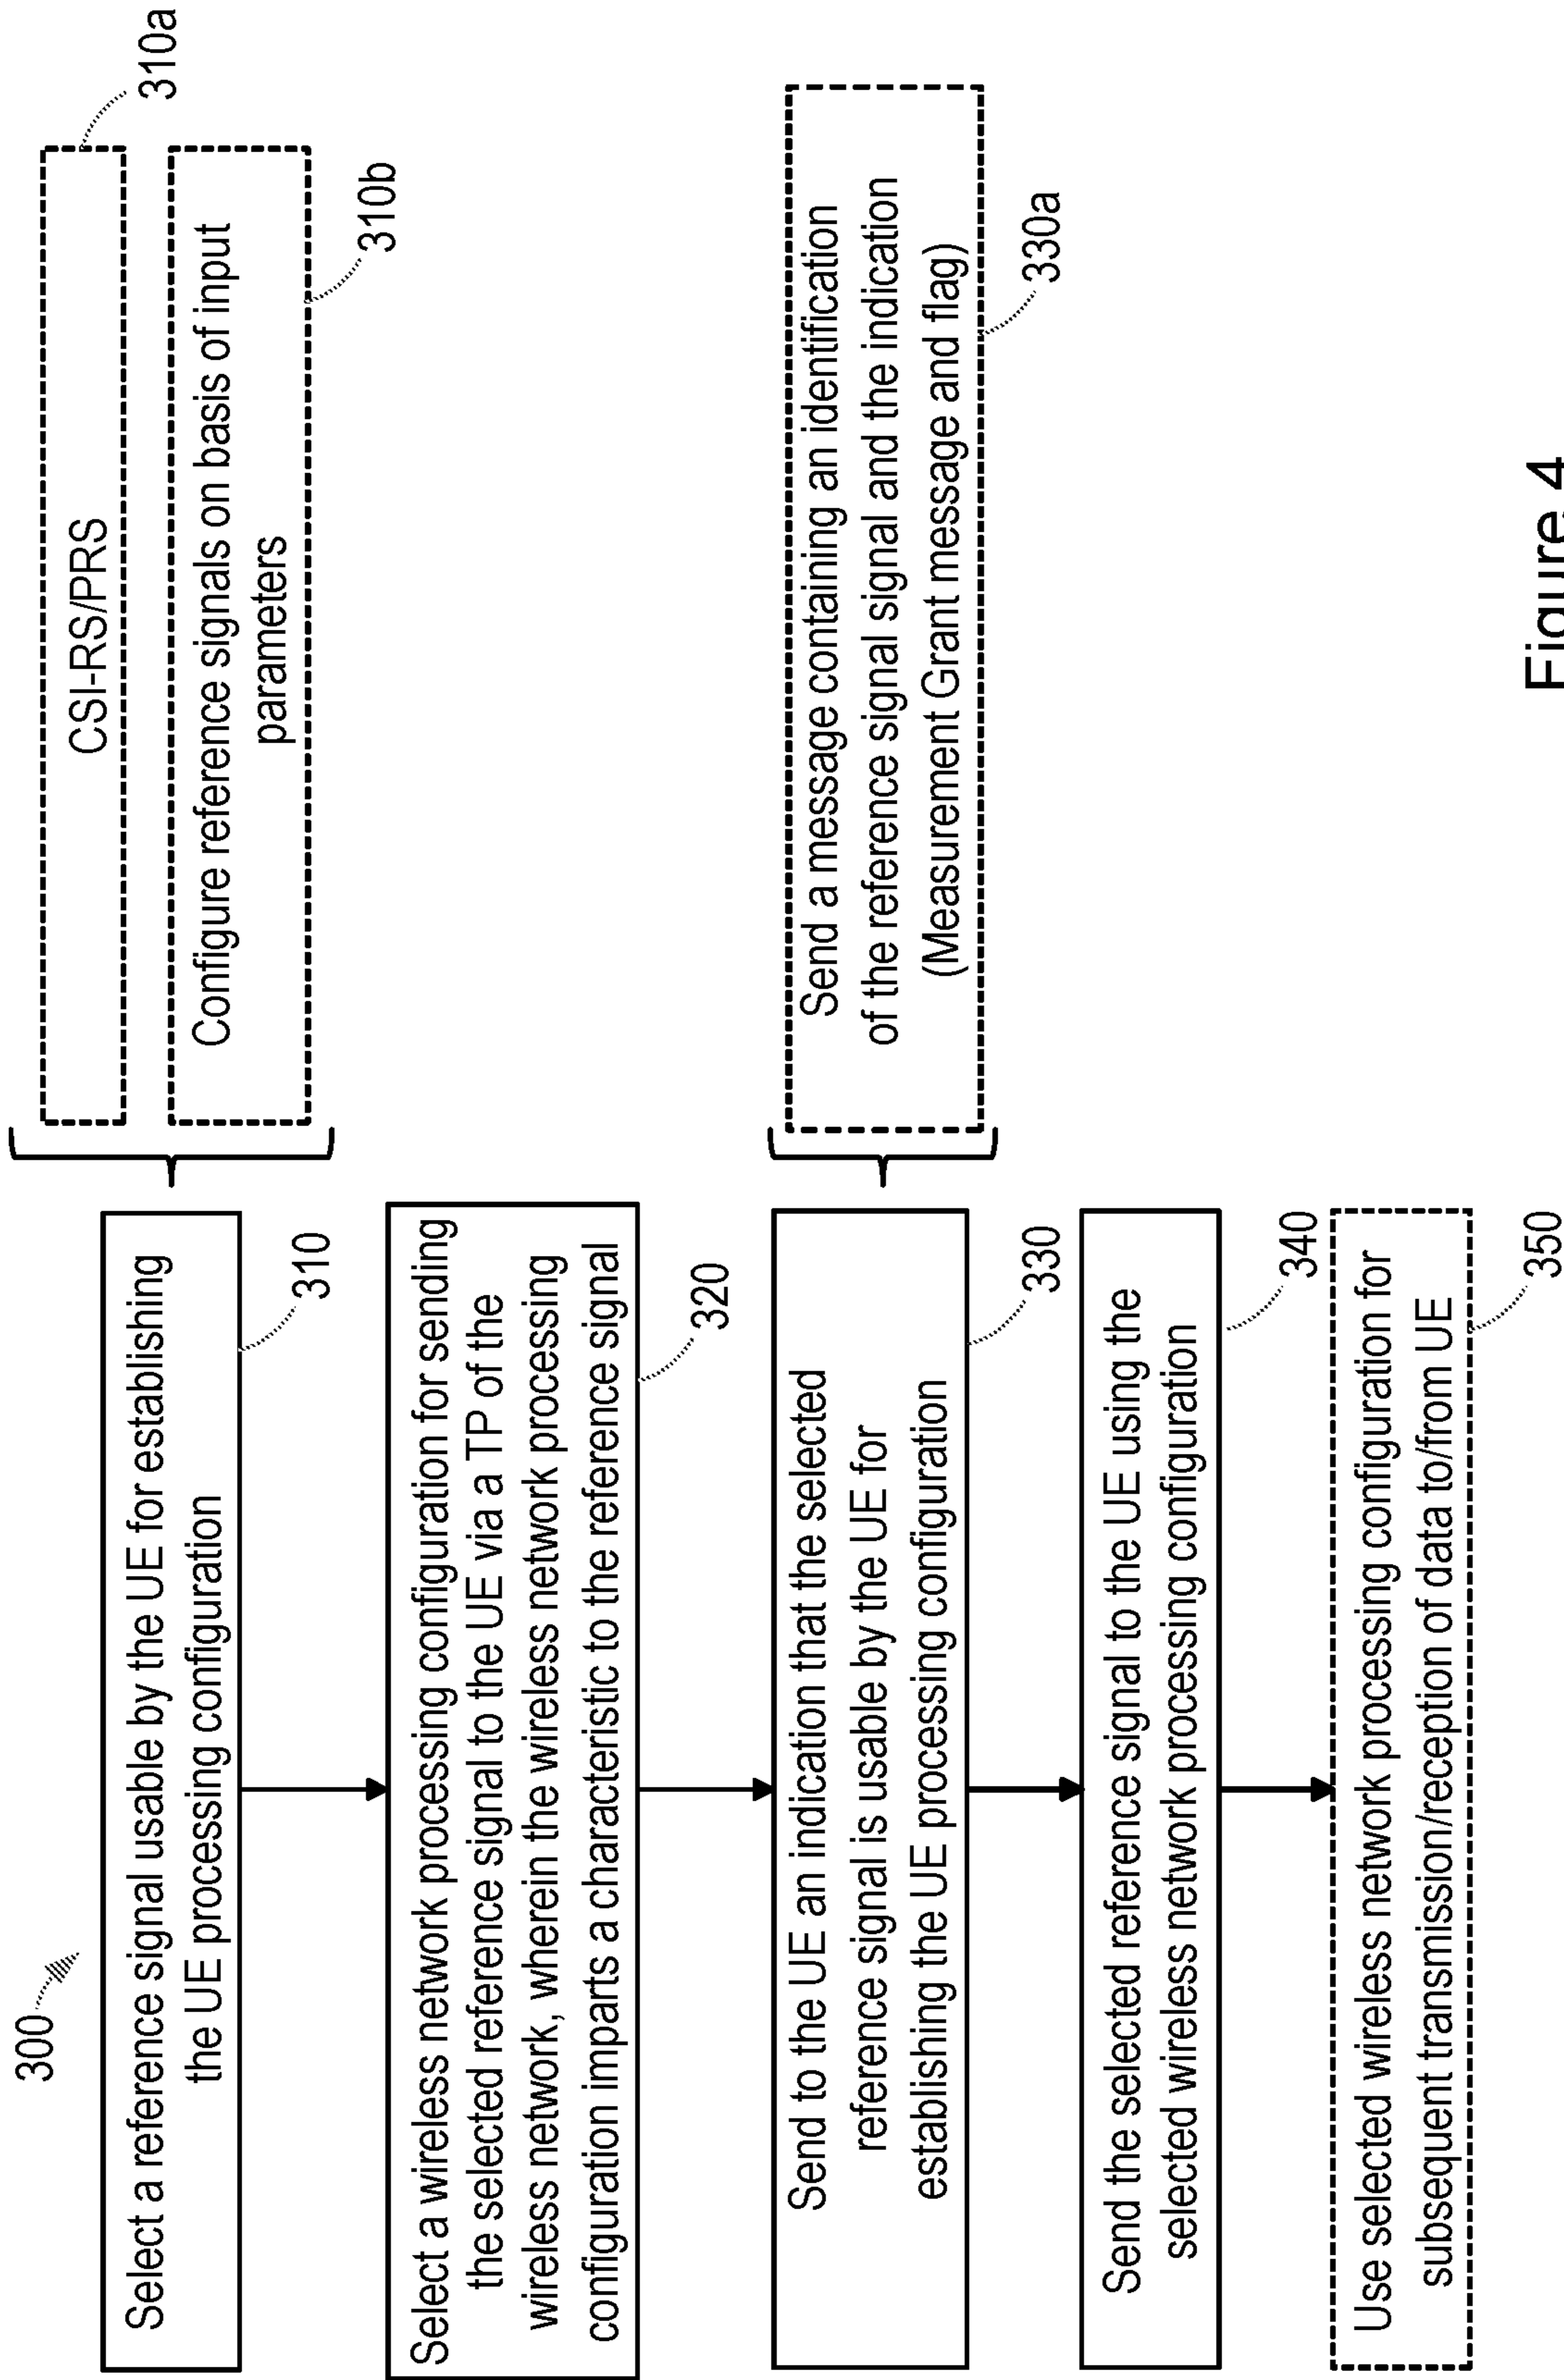 300
Select a reference signal usable by the UE for establishing
the UE processing configuration
310
CSI-RS/PRS
310a
Configure reference signals on basis of input
parameters
310b
Select a wireless network processing configuration for sending
the selected reference signal to the UE via a TP of the
wireless network, wherein the wireless network processing
configuration imparts a characteristic to the reference signal
320
Send to the UE an indication that the selected
reference signal is usable by the UE for
establishing the UE processing configuration
330
Send a message containing an identification
of the reference signal signal and the indication
(Measurement Grant message and flag)
330a
Send the selected reference signal to the UE using the
selected wireless network processing configuration
340
Use selected wireless network processing configuration for
subsequent transmission/reception of data to/from UE
350
Figure 4